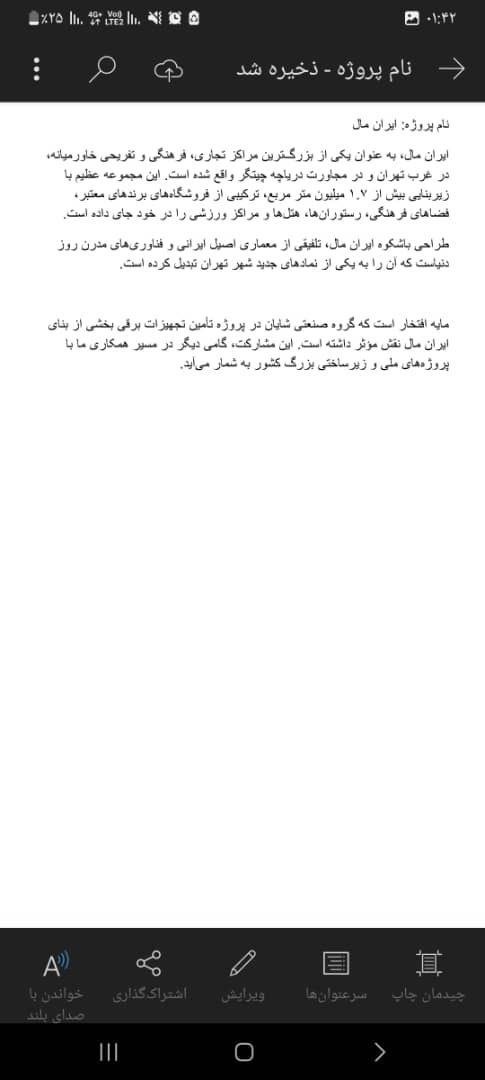 ۰۱:۴۲
٪۲۵ 4G+ Vo) LTE2
نام پروژه - ذخیره شد
نام پروژه: ایران مال
ایران مال، به عنوان یکی از بزرگ‌ترین مراکز تجاری، فرهنگی و تفریحی خاورمیانه،
در غرب تهران و در مجاورت دریاچه چیتگر واقع شده است. این مجموعه عظیم با
زیربنایی بیش از ۱.۷ میلیون متر مربع، ترکیبی از فروشگاه‌های برندهای معتبر،
فضاهای فرهنگی، رستوران‌ها، هتل‌ها و مراکز ورزشی را در خود جای داده است.
طراحی باشکوه ایران مال، تلفیقی از معماری اصیل ایرانی و فناوری‌های مدرن روز
دنیاست که آن را به یکی از نمادهای جدید شهر تهران تبدیل کرده است.
مایه افتخار است که گروه صنعتی شایان در پروژه تأمین تجهیزات برقی بخشی از بنای
ایران مال نقش مؤثر داشته است. این مشارکت، گامی دیگر در مسیر همکاری ما با
پروژه‌های ملی و زیرساختی بزرگ کشور به شمار می‌آید.
چیدمان چاپ
سرعنوان‌ها
ویرایش
اشتراک‌گذاری
خواندن با
صدای بلند